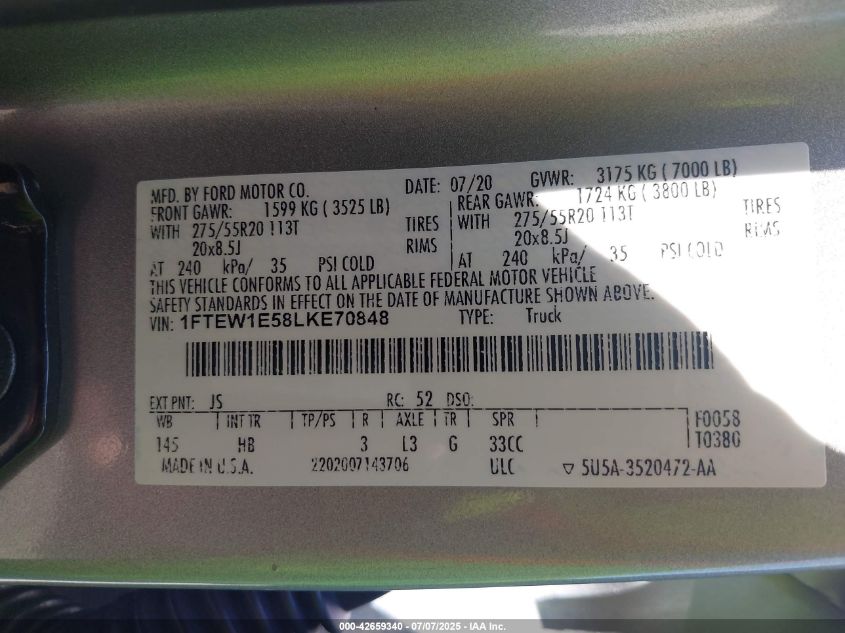 MFD. BY FORD MOTOR CO. DATE: 07/20 GVWR: 3175 KG ( 7000 LB)
FRONT GAWR: 1599 KG ( 3525 LB) REAR GAWR: 1724 KG ( 3800 LB)
WITH 275/55R20 113T TIRES WITH 275/55R20 113T TIRES
20x8.5J RIMS 20x8.5J RIMS
AT 240 kPa/ 35 PSI COLD AT 240 kPa/ 35 PSI COLD
THIS VEHICLE CONFORMS TO ALL APPLICABLE FEDERAL MOTOR VEHICLE
SAFETY STANDARDS IN EFFECT ON THE DATE OF MANUFACTURE SHOWN ABOVE.
VIN: 1FTEW1E58LKE70848 TYPE: Truck
EXT PNT: JS RC: 52 DSO:
WB INT TR TP/PS R AXLE TR SPR F0058
145 HB 3 L3 G 33CC T0380
MADE IN U.S.A. 2202007143706 ULC ▽ 5U5A-3520472-AA
000-42659340 - 07/07/2025 - IAA Inc.